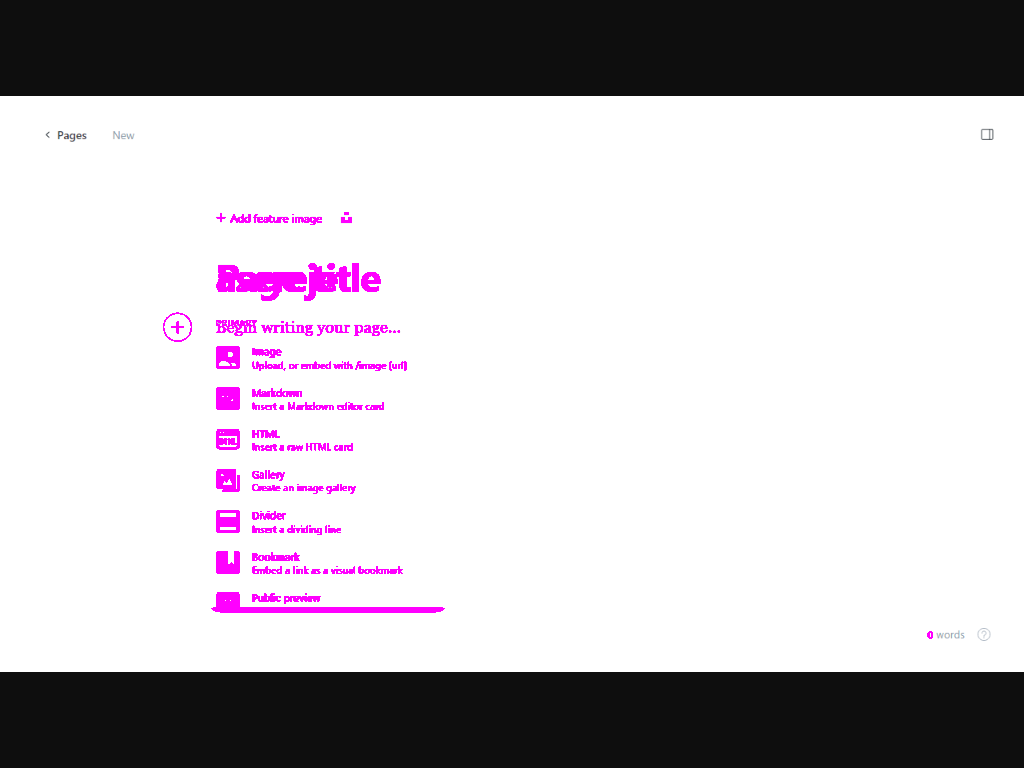 Pages
New
Add feature image
Page title
Begin writing your page...
PRIMARY
Image
Upload, or embed with /image [url]
Markdown
Insert a Markdown editor card
HTML
Insert a raw HTML card
Gallery
Create an image gallery
Divider
Insert a dividing line
Bookmark
Embed a link as a visual bookmark
Public preview
0 words